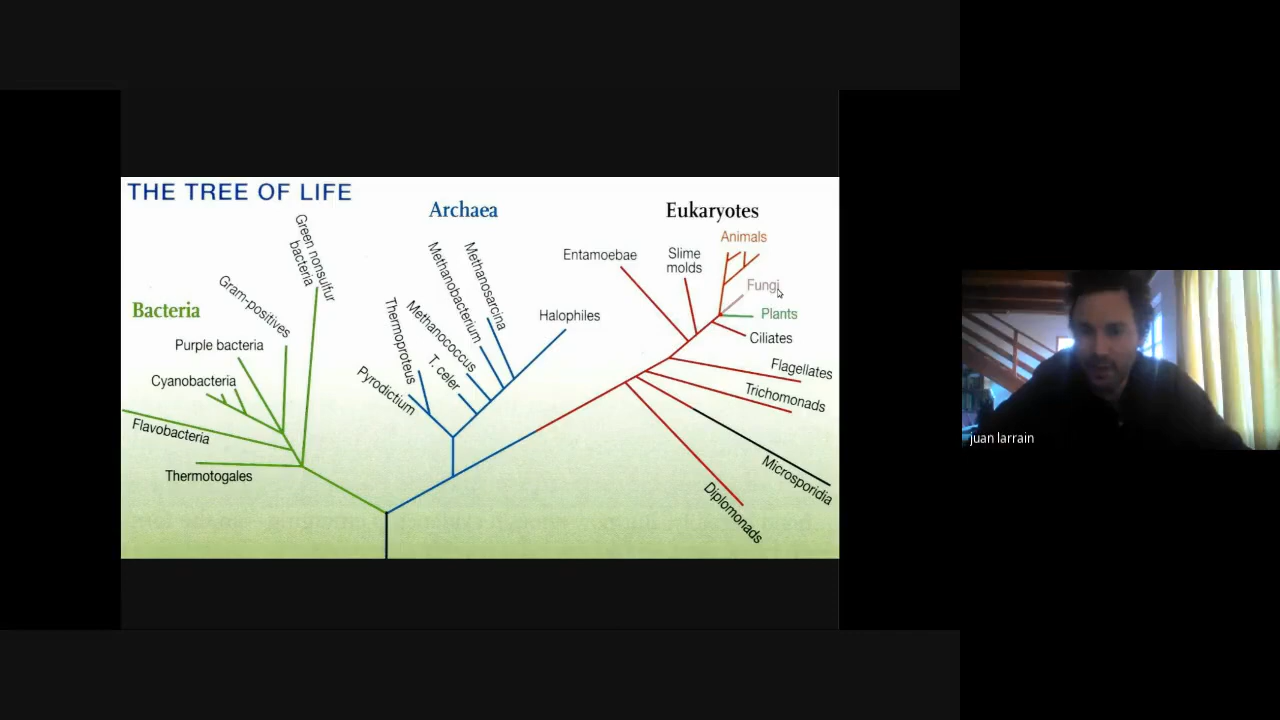 THE TREE OF LIFE
Bacteria
Green nonsulfur
bacteria
Gram-positives
Purple bacteria
Cyanobacteria
Flavobacteria
Thermotogales
Archaea
Methanosarcina
Methanobacterium
Methanococcus
Thermoproteus
T. celer
Pyrodictium
Halophiles
Eukaryotes
Entamoebae
Slime
molds
Animals
Fungi
Plants
Ciliates
Flagellates
Trichomonads
Microsporidia
Diplomonads
juan larrain